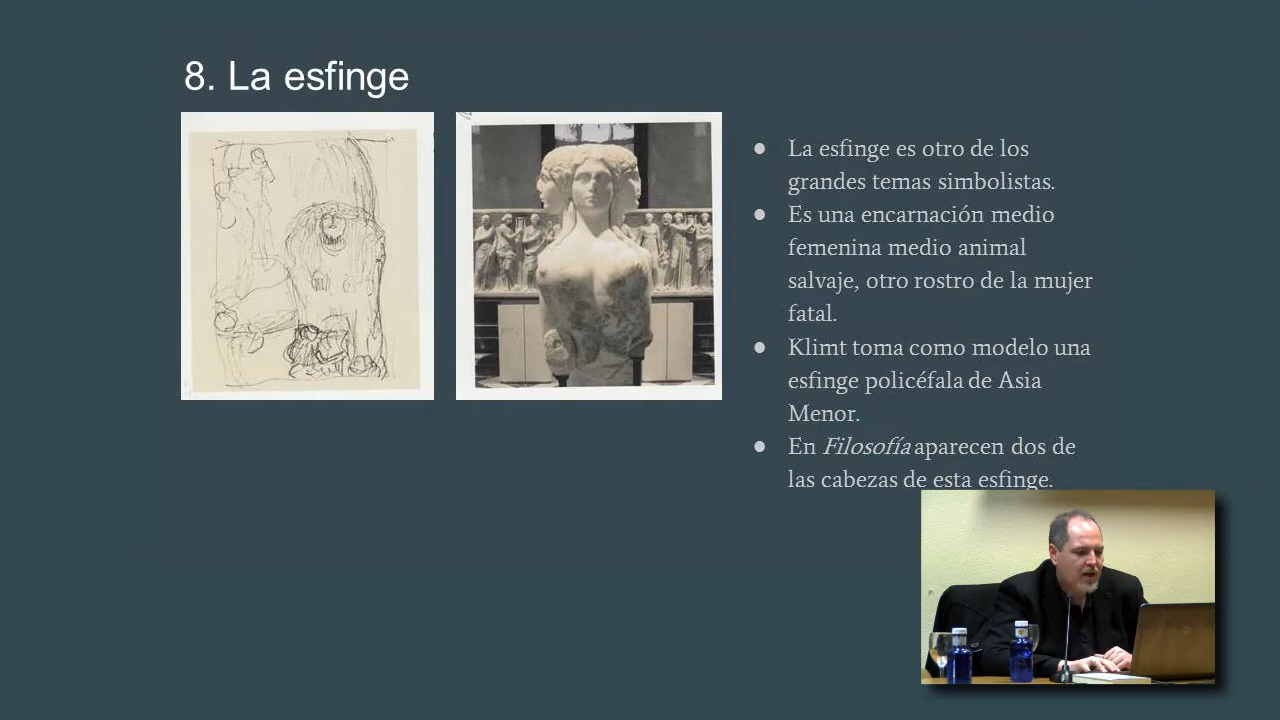 8. La esfinge
● La esfinge es otro de los
grandes temas simbolistas.
● Es una encarnación medio
femenina medio animal
salvaje, otro rostro de la mujer
fatal.
● Klimt toma como modelo una
esfinge policéfala de Asia
Menor.
● En Filosofía aparecen dos de
las cabezas de esta esfinge.